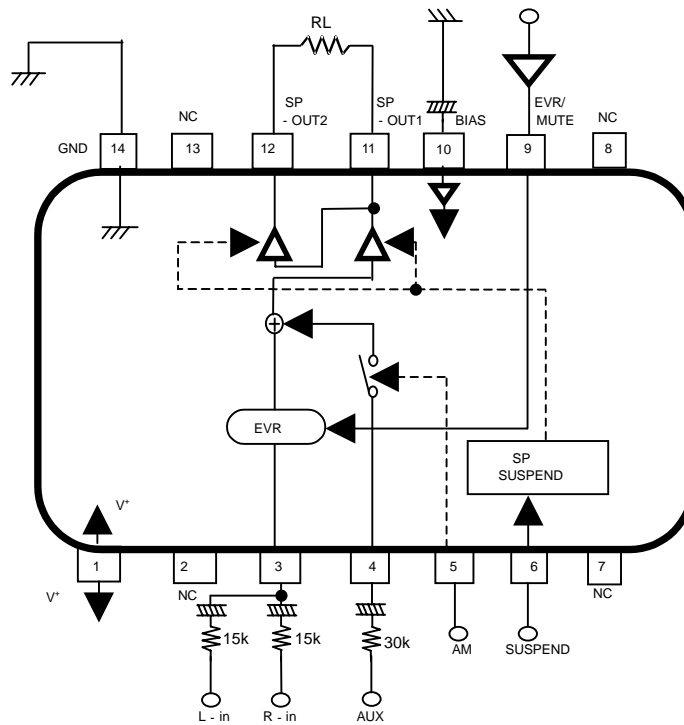 RL
NC
SP
- OUT2
SP
- OUT1
BIAS
EVR/
MUTE
NC
GND
14
13
12
11
10
9
8
+
EVR
SP
SUSPEND
V+
1
2
3
4
5
6
7
V+
NC
NC
15k
15k
30k
AM
SUSPEND
L - in
R - in
AUX